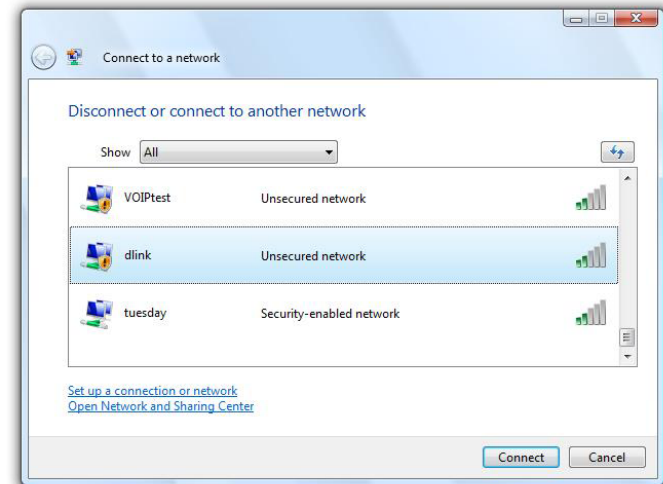 Connect to a network
Disconnect or connect to another network
Show All
VOIPtest Unsecured network
dlink Unsecured network
tuesday Security-enabled network
Set up a connection or network
Open Network and Sharing Center
Connect Cancel